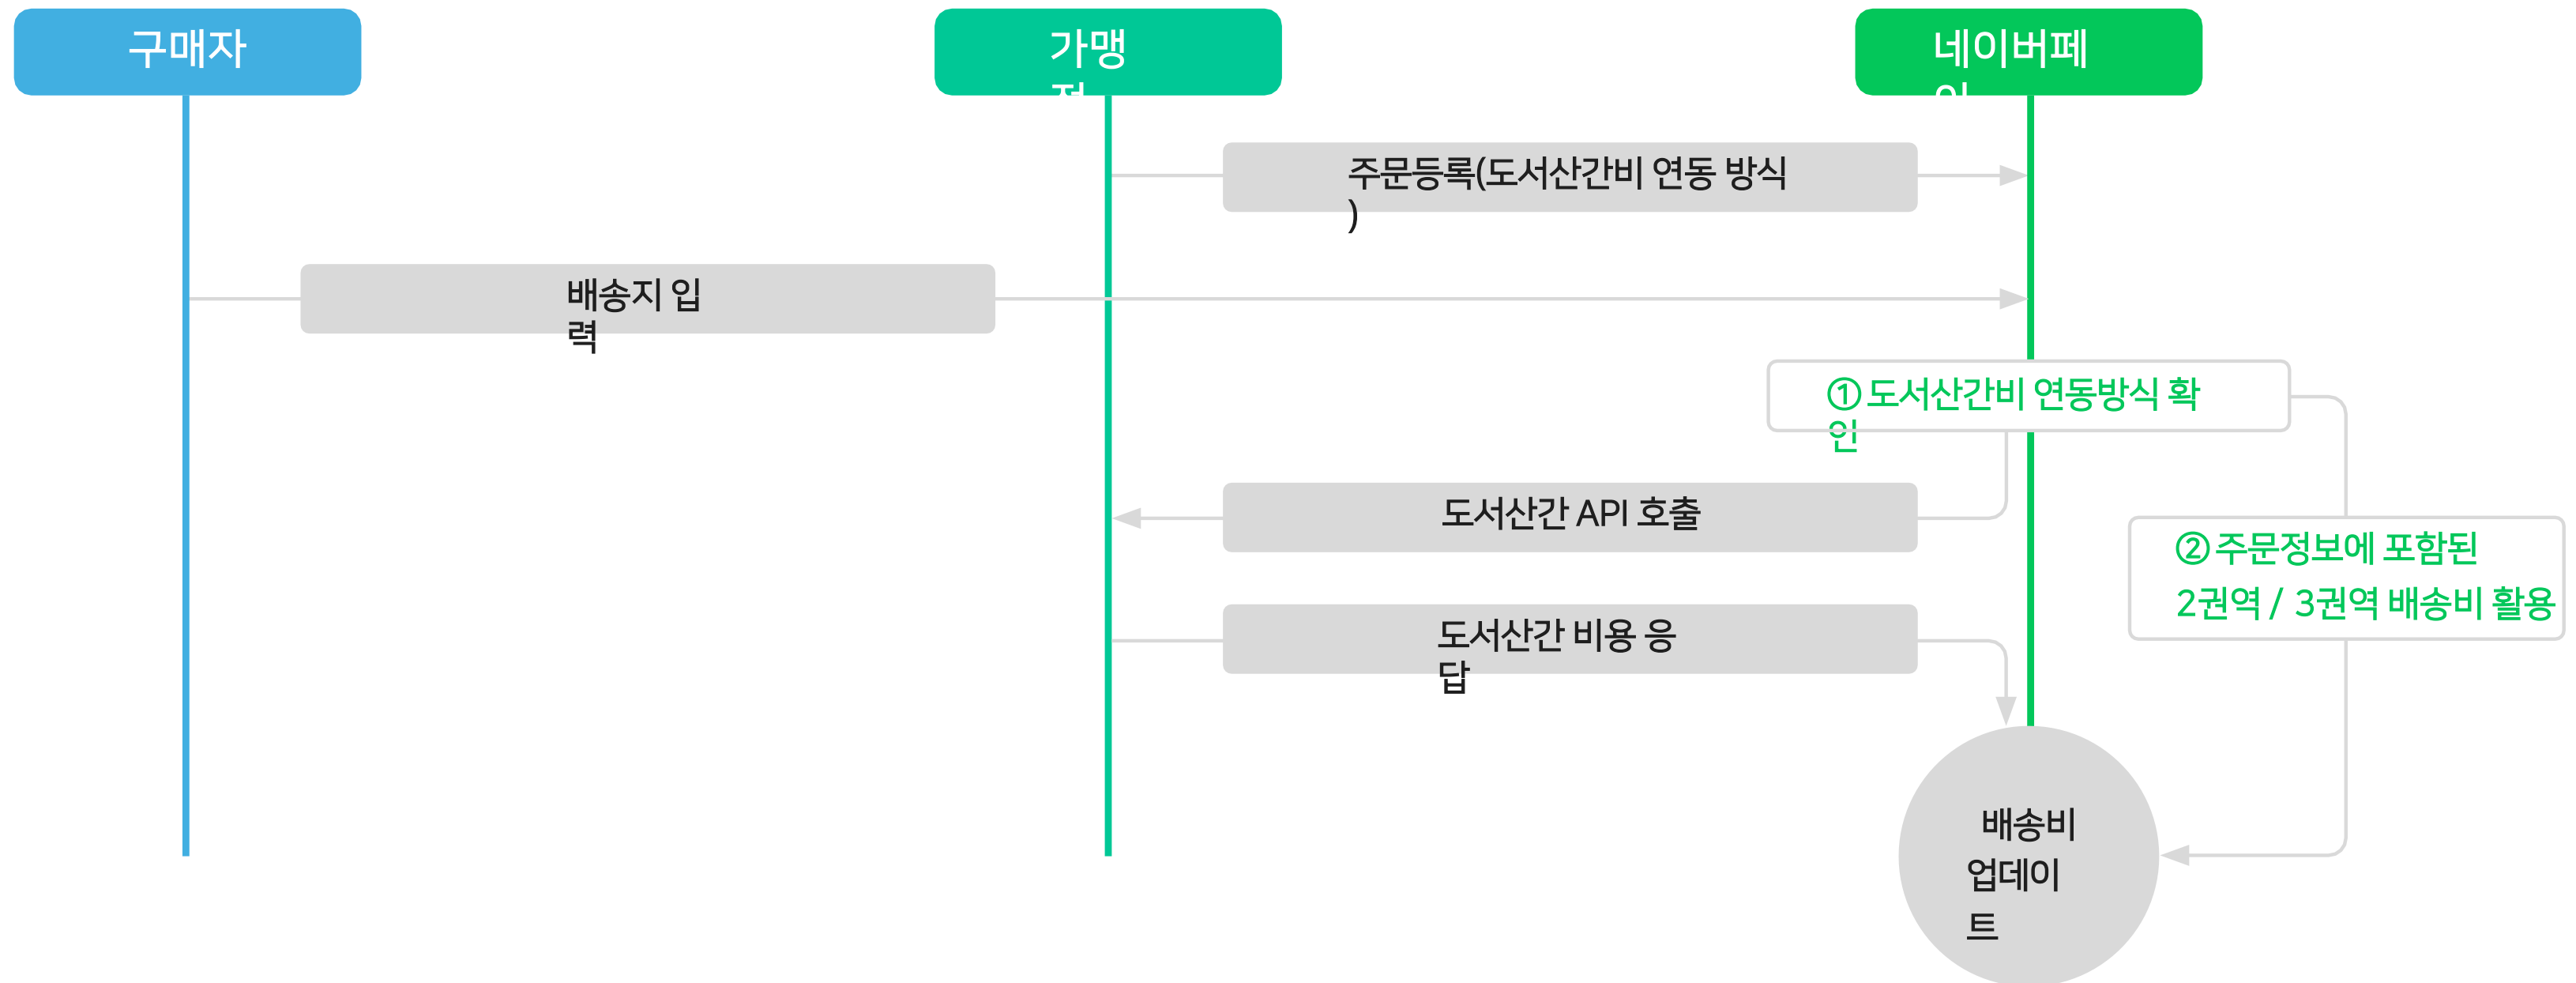 구매자
가맹
점
네이버페
이
주문등록(도서산간비 연동 방식
)
배송지 입
력
① 도서산간비 연동방식 확
인
도서산간 API 호출
② 주문정보에 포함된
2권역 / 3권역 배송비 활용
도서산간 비용 응
답
배송비
업데이
트